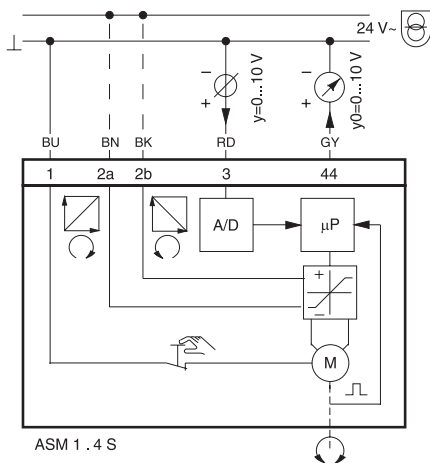 24 V~
⊥
– +
y=0...10 V
– +
y0=0...10 V
BU BN BK RD GY
1 2a 2b 3 44
A/D µP
+
–
M
ASM 1 . 4 S